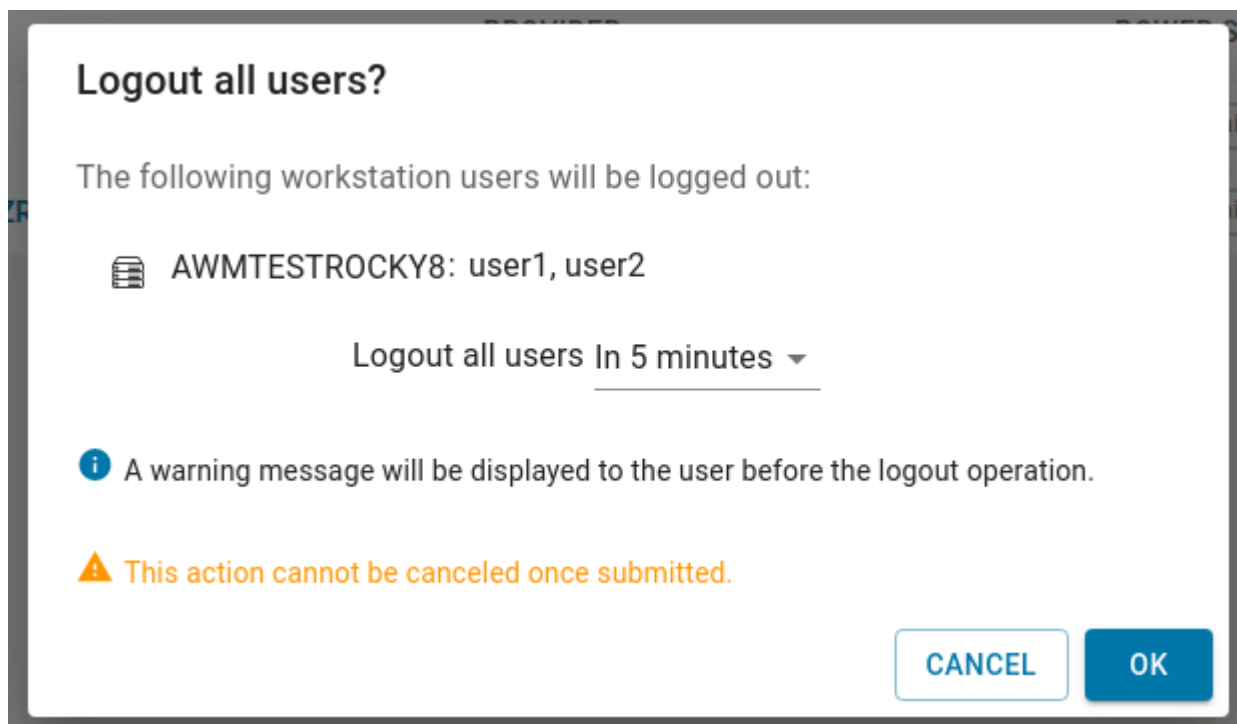 Logout all users?
The following workstation users will be logged out:
AWMTESTROCKY8: user1, user2
Logout all users In 5 minutes
A warning message will be displayed to the user before the logout operation.
This action cannot be canceled once submitted.
CANCEL OK